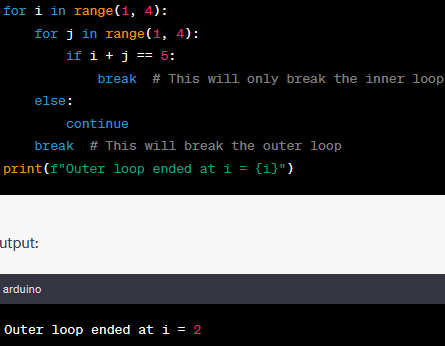 for i in range(1, 4):
    for j in range(1, 4):
        if i + j == 5:
            break  # This will only break the inner loop
    else:
        continue
    break  # This will break the outer loop
print(f"Outer loop ended at i = {i}")
utput:
arduino
Outer loop ended at i = 2